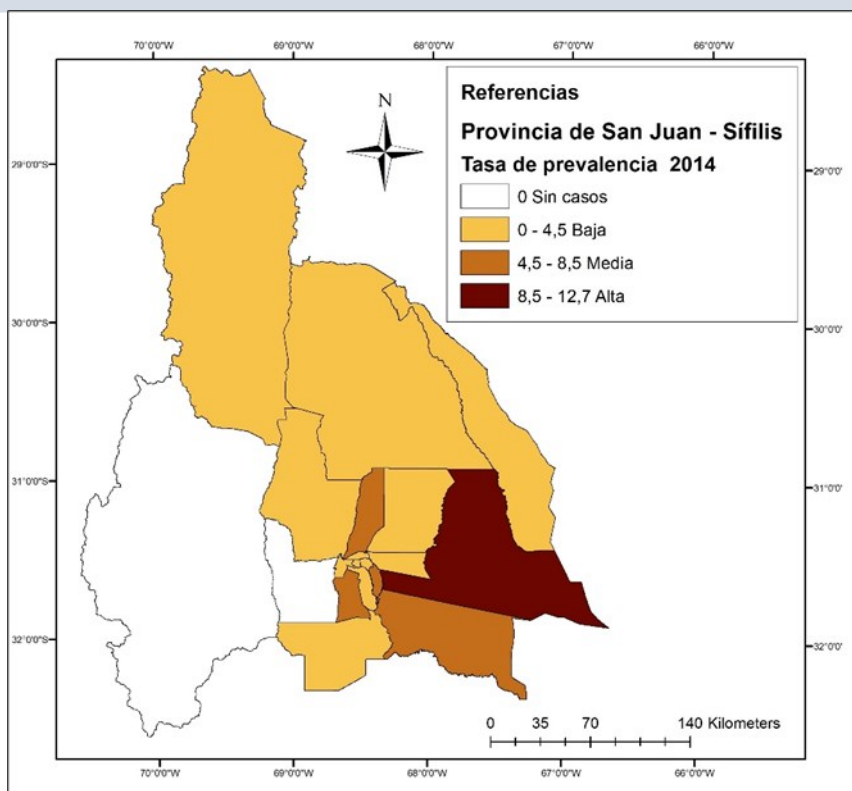 70°0'0"W 69°0'0"W 68°0'0"W 67°0'0"W 66°0'0"W
N
Referencias
Provincia de San Juan - Sífilis
Tasa de prevalencia 2014
0 Sin casos
0 - 4,5 Baja
4,5 - 8,5 Media
8,5 - 12,7 Alta
29°0'0"S
29°0'0'
30°0'0"S
30°0'0'
31°0'0"S
31°0'0'
32°0'0"S
32°0'0'
0 35 70 140 Kilometers
70°0'0"W 69°0'0"W 68°0'0"W 67°0'0"W 66°0'0"W